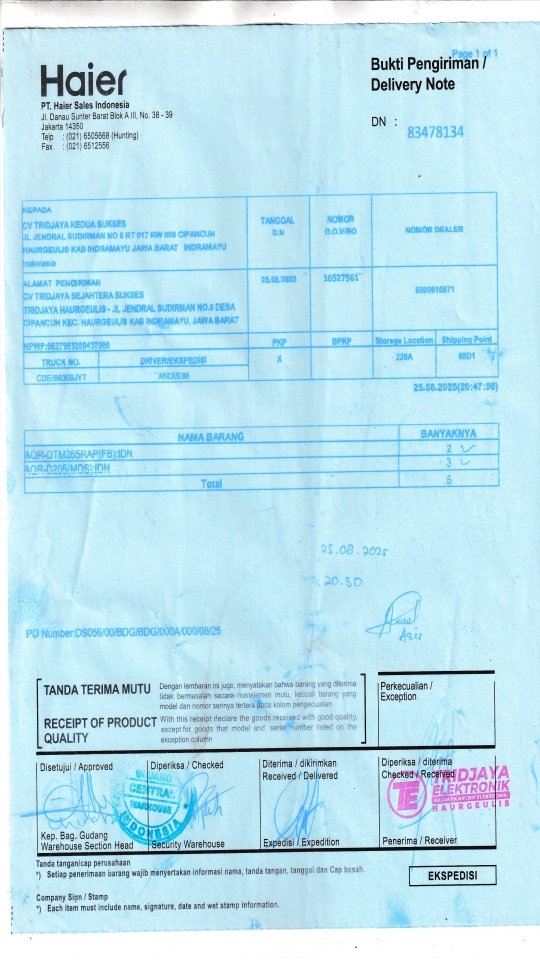 Page 1 of 1
Haier
Bukti Pengiriman /
Delivery Note
PT. Haier Sales Indonesia
Jl. Danau Sunter Barat Blok A III, No. 38 - 39
Jakarta 14350
Telp : (021) 6505668 (Hunting)
Fax : (021) 6512556
DN : 83478134
KEPADA
CV TRIDJAYA KEDUA SUKSES
JL JENDRAL SUDIRMAN NO 8 RT 017 RW 008 CIPANCUH
HAURGEULIS KAB INDRAMAYU JAWA BARAT INDRAMAYU
Indonesia
TANGGAL
D.N
NOMOR
D.O.V/SO
NOMOR DEALER
ALAMAT PENGIRIMAN
CV TRIDJAYA SEJAHTERA SUKSES
TRIDJAYA HAURGEULIS - JL JENDRAL SUDIRMAN NO.8 DESA
CIPANCUH KEC. HAURGEULIS KAB INDRAMAYU, JAWA BARAT
25.08.2025
10527561
PKP
BPKP
Storege Location
Shipping Point
TRUCK NO.
DRIVER/EKSPEDISI
X
220A
65D1
25.08.2025(20:47:56)
NAMA BARANG
BANYAKNYA
AQR-DTM265RAP(FB):IDN
2
AQR-D205(MDS):IDN
3
Total
5
25.08.2025
20.30
Azis
PO Number:DS056/00/BDG/BDG/000A/000/08/25
TANDA TERIMA MUTU
Dengan lembaran ini juga, menyatakan bahwa barang yang diterima
tidak bermasalah secara manajemen mutu, kecuali barang yang
model dan nomor serinya tertera pada kolom pengecualian
RECEIPT OF PRODUCT
QUALITY
With this receipt declare the goods received with good quality,
except for goods that model and serial number listed on the
exception column
Perkecualian /
Exception
Disetujui / Approved
Diperiksa / Checked
Diterima / dikirimkan
Received / Delivered
Diperiksa / diterima
Checked / Received
GUDANG
CENTRAL
WARHOUSE
INDONESIA
TE
TRIDJAYA
ELEKTRONIK
HAURGEULIS
Kep. Bag. Gudang
Warehouse Section Head
Security Warehouse
Expedisi / Expedition
Penerima / Receiver
Tanda tangan/cap perusahaan
*) Setiap penerimaan barang wajib menyertakan informasi nama, tanda tangan, tanggal dan Cap basah.
EKSPEDISI
Company Sign / Stamp
*) Each item must include name, signature, date and wet stamp information.